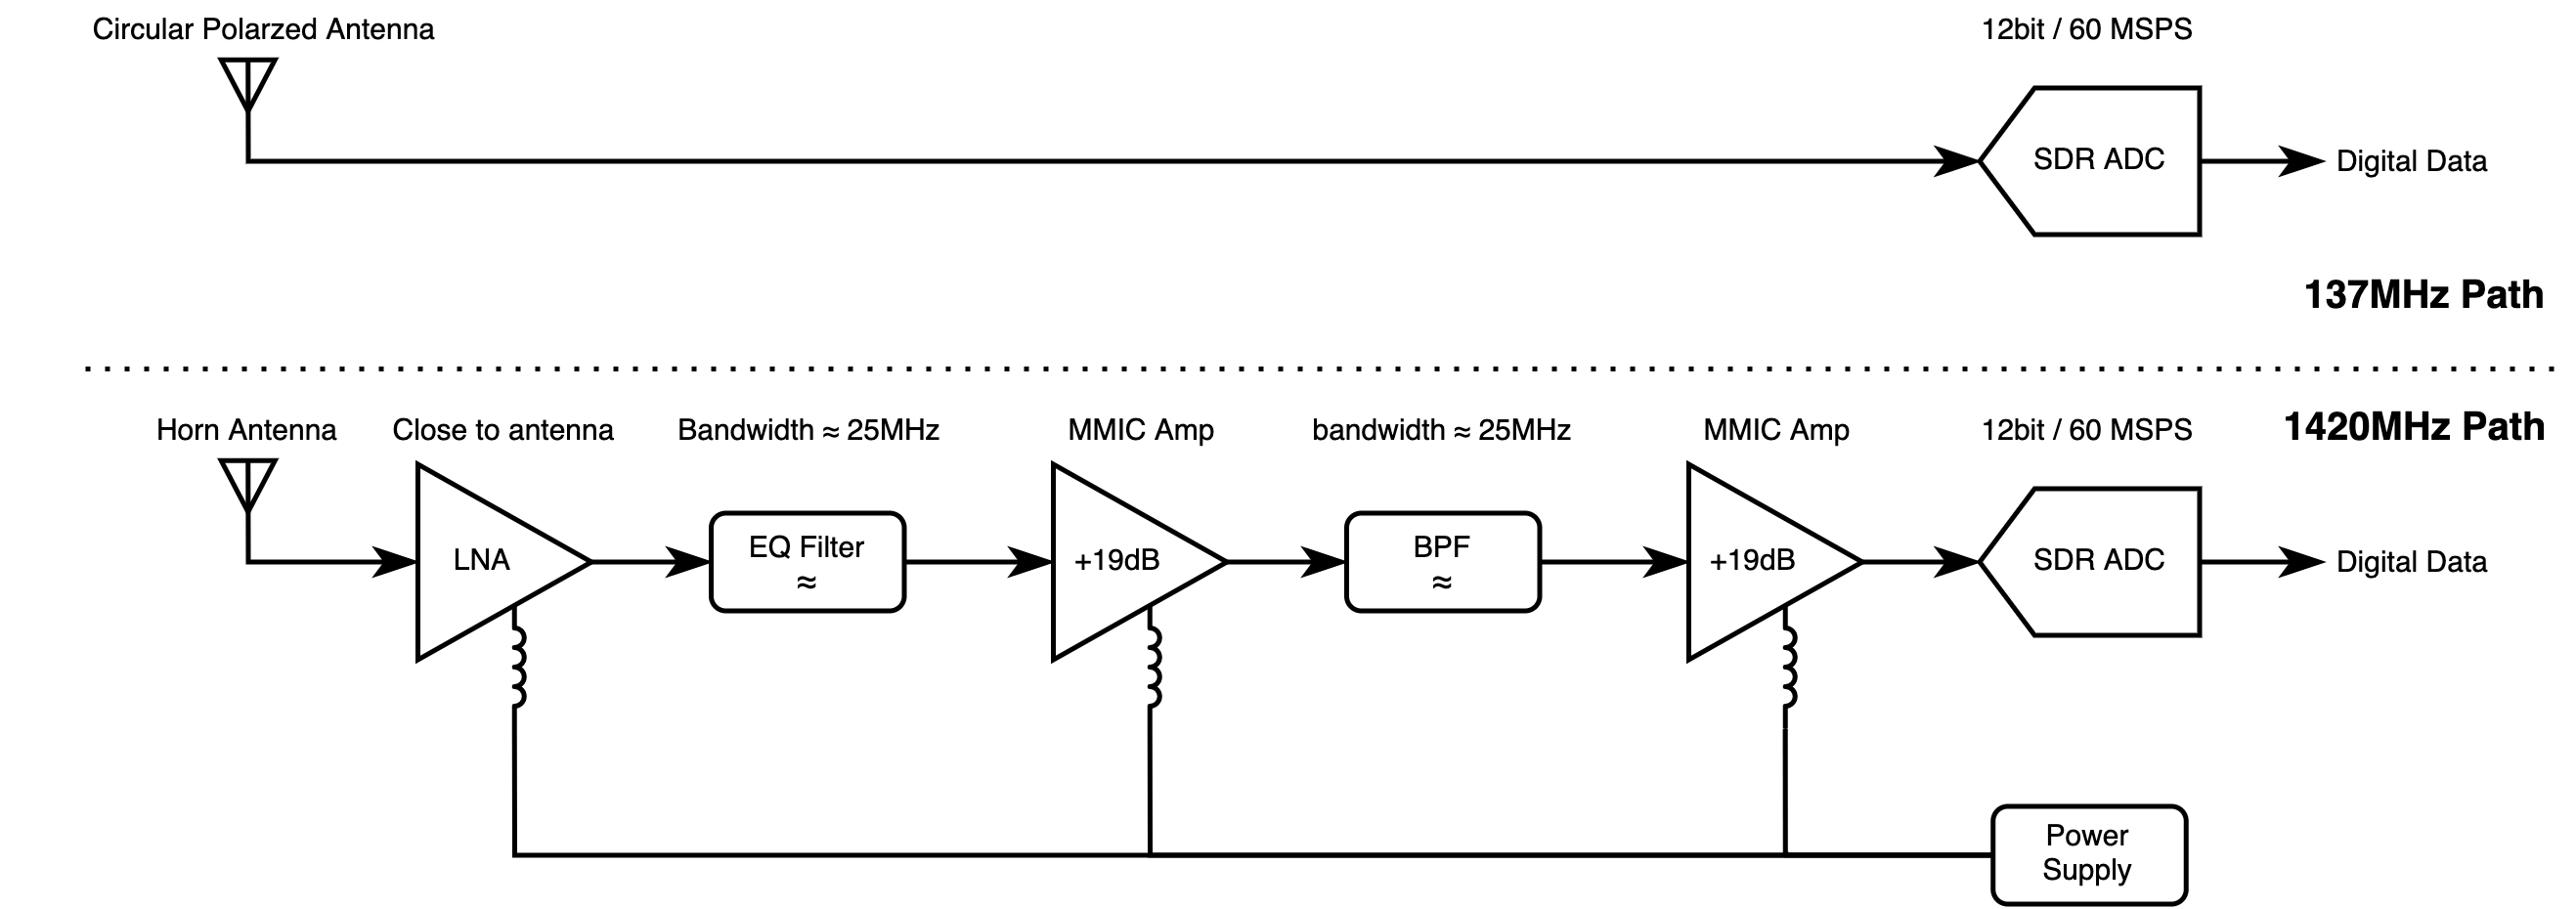 Circular Polarzed Antenna
12bit / 60 MSPS
SDR ADC
Digital Data
137MHz Path
Horn Antenna
Close to antenna
Bandwidth ≈ 25MHz
MMIC Amp
bandwidth ≈ 25MHz
MMIC Amp
12bit / 60 MSPS
1420MHz Path
LNA
EQ Filter
≈
+19dB
BPF
≈
+19dB
SDR ADC
Digital Data
Power
Supply